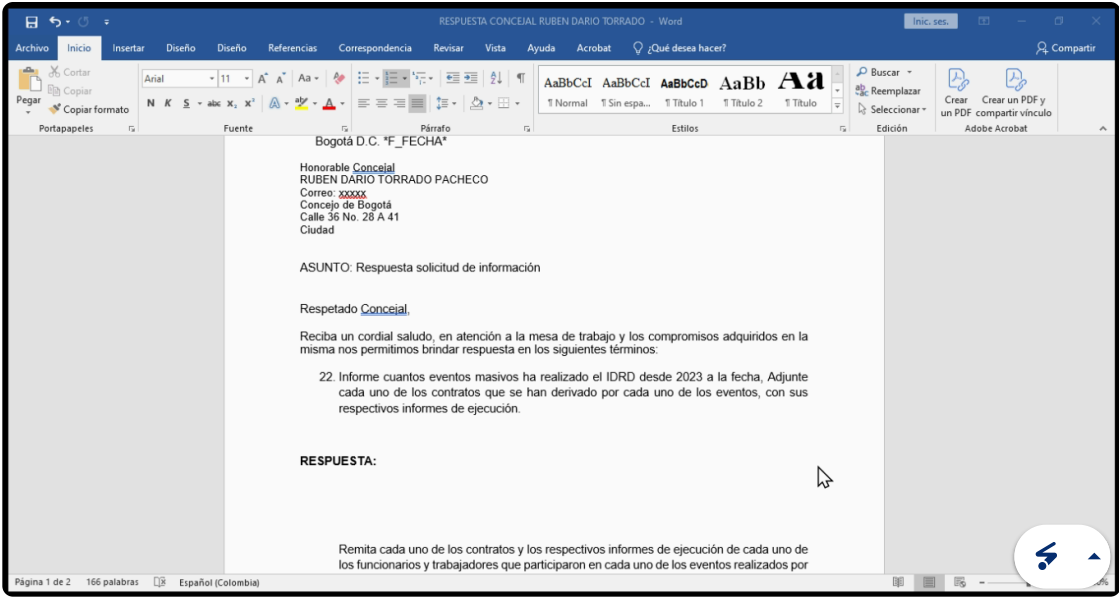 RESPUESTA CONCEJAL RUBEN DARIO TORRADO - Word
Inic. ses.
Archivo Inicio Insertar Diseño Diseño Referencias Correspondencia Revisar Vista Ayuda Acrobat ¿Qué desea hacer? Compartir
Pegar
Cortar
Copiar
Copiar formato
Portapapeles
Arial 11
Aa
N K S abc x₂ x²
Fuente
Párrafo
AaBbCcI AaBbCcI AaBbCcD AaBb Aa
¶ Normal ¶ Sin espa... ¶ Título 1 ¶ Título 2 ¶ Título
Estilos
Buscar
Reemplazar
Seleccionar
Edición
Crear un PDF
Crear un PDF y compartir vínculo
Adobe Acrobat
Bogotá D.C. *F_FECHA*
Honorable Concejal
RUBEN DARIO TORRADO PACHECO
Correo: xxxxx
Concejo de Bogotá
Calle 36 No. 28 A 41
Ciudad
ASUNTO: Respuesta solicitud de información
Respetado Concejal,
Reciba un cordial saludo, en atención a la mesa de trabajo y los compromisos adquiridos en la
misma nos permitimos brindar respuesta en los siguientes términos:
22. Informe cuantos eventos masivos ha realizado el IDRD desde 2023 a la fecha, Adjunte
cada uno de los contratos que se han derivado por cada uno de los eventos, con sus
respectivos informes de ejecución.
RESPUESTA:
Remita cada uno de los contratos y los respectivos informes de ejecución de cada uno de
los funcionarios y trabajadores que participaron en cada uno de los eventos realizados por
Página 1 de 2 166 palabras Español (Colombia)